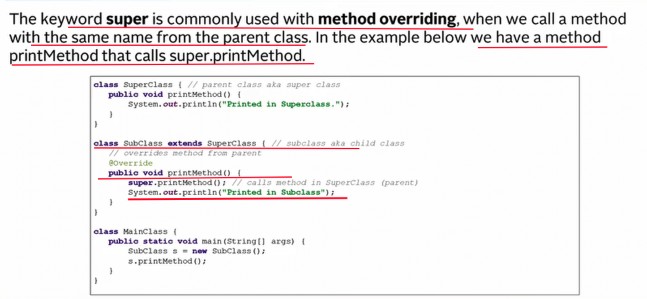 The keyword super is commonly used with method overriding, when we call a method
with the same name from the parent class. In the example below we have a method
printMethod that calls super.printMethod.
class SuperClass { // parent class aka super class
public void printMethod() {
System.out.println("Printed in Superclass.");
}
}
class SubClass extends SuperClass { // subclass aka child class
// overrides method from parent
@Override
public void printMethod() {
super.printMethod(); // calls method in SuperClass (parent)
System.out.println("Printed in Subclass");
}
}
class MainClass {
public static void main(String[] args) {
SubClass s = new SubClass();
s.printMethod();
}
}